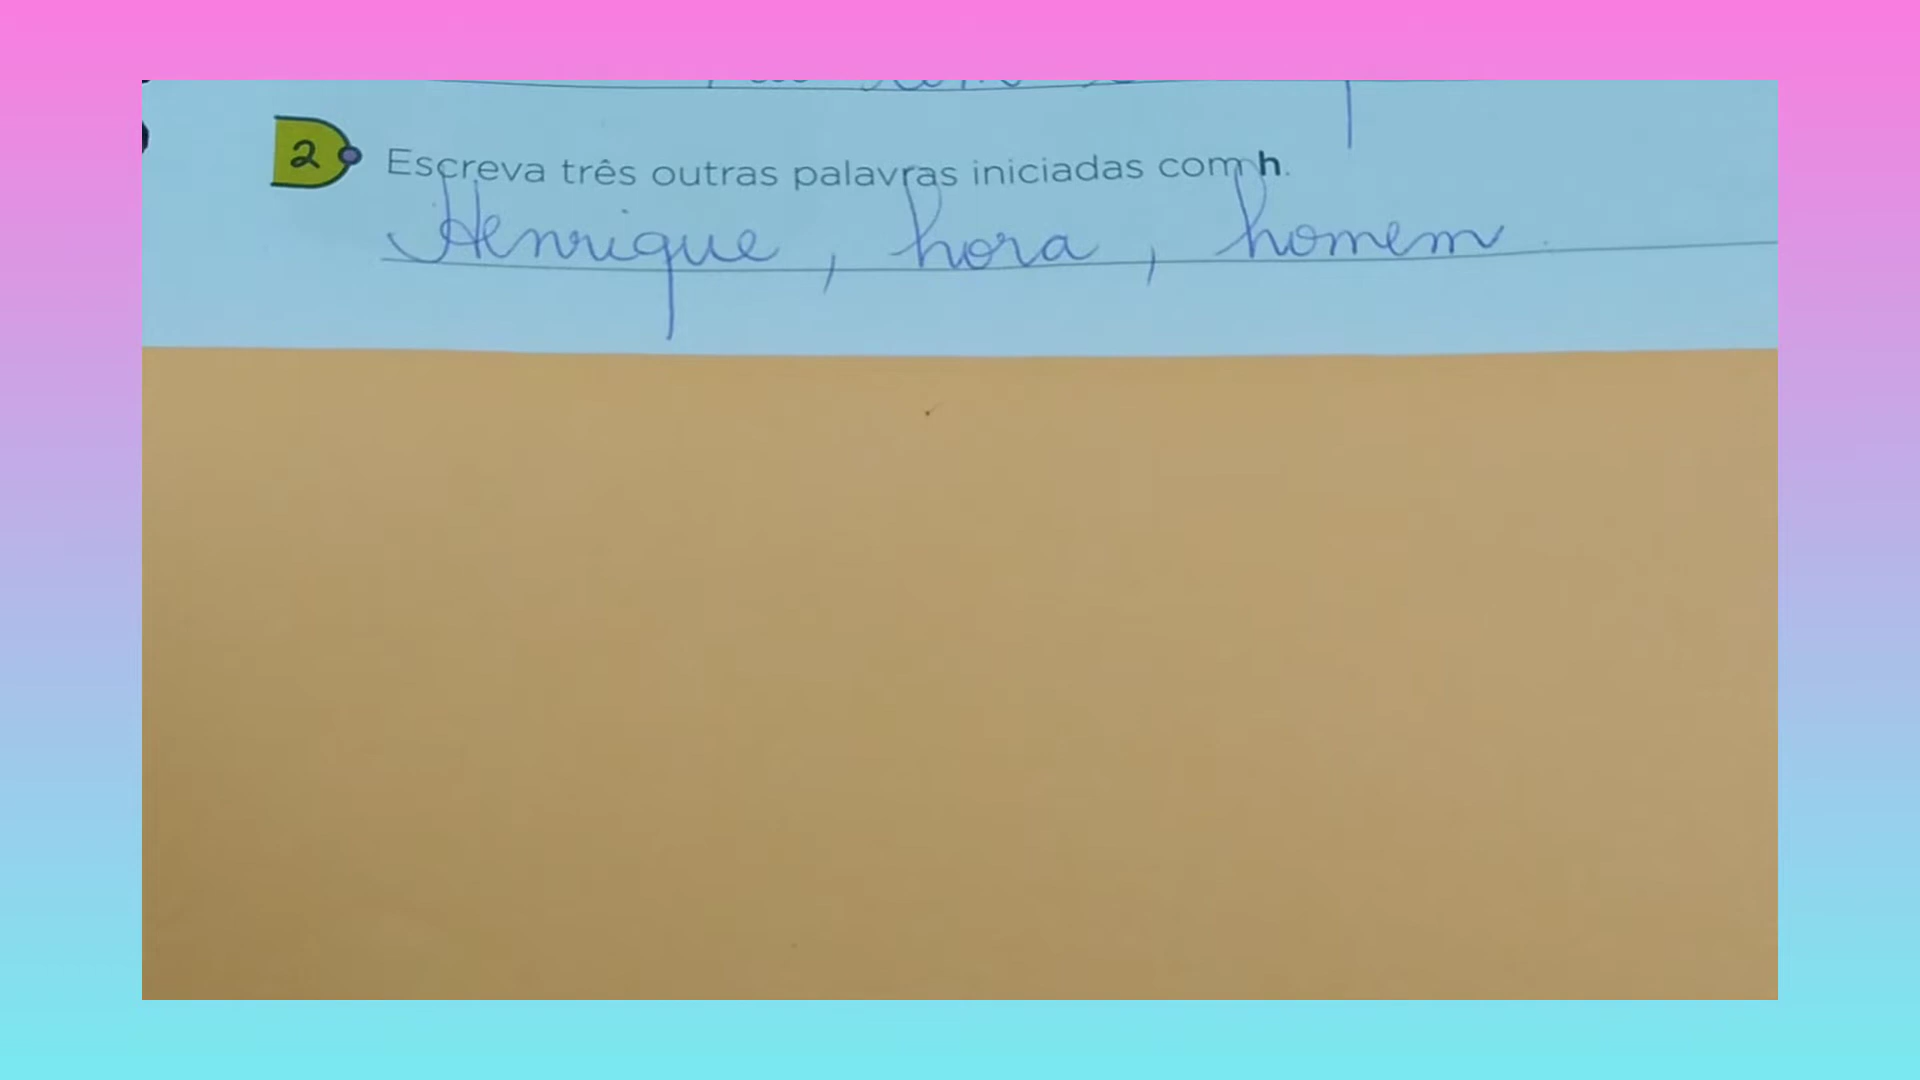 2 Escreva três outras palavras iniciadas com h.
Henrique, hora, homem